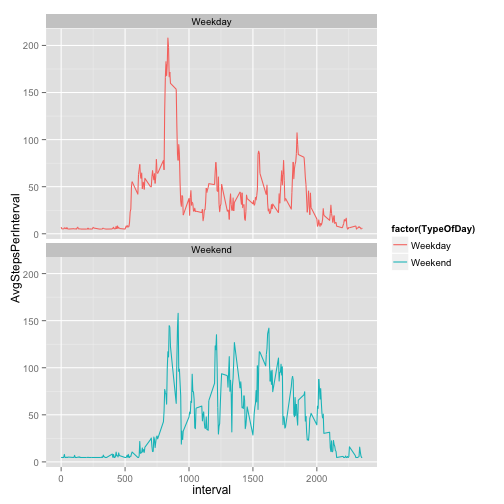 Weekday
200
150
100
50
0
Weekend
200
150
100
50
0
0
500
1000
1500
2000
interval
AvgStepsPerInterval
factor(TypeOfDay)
Weekday
Weekend